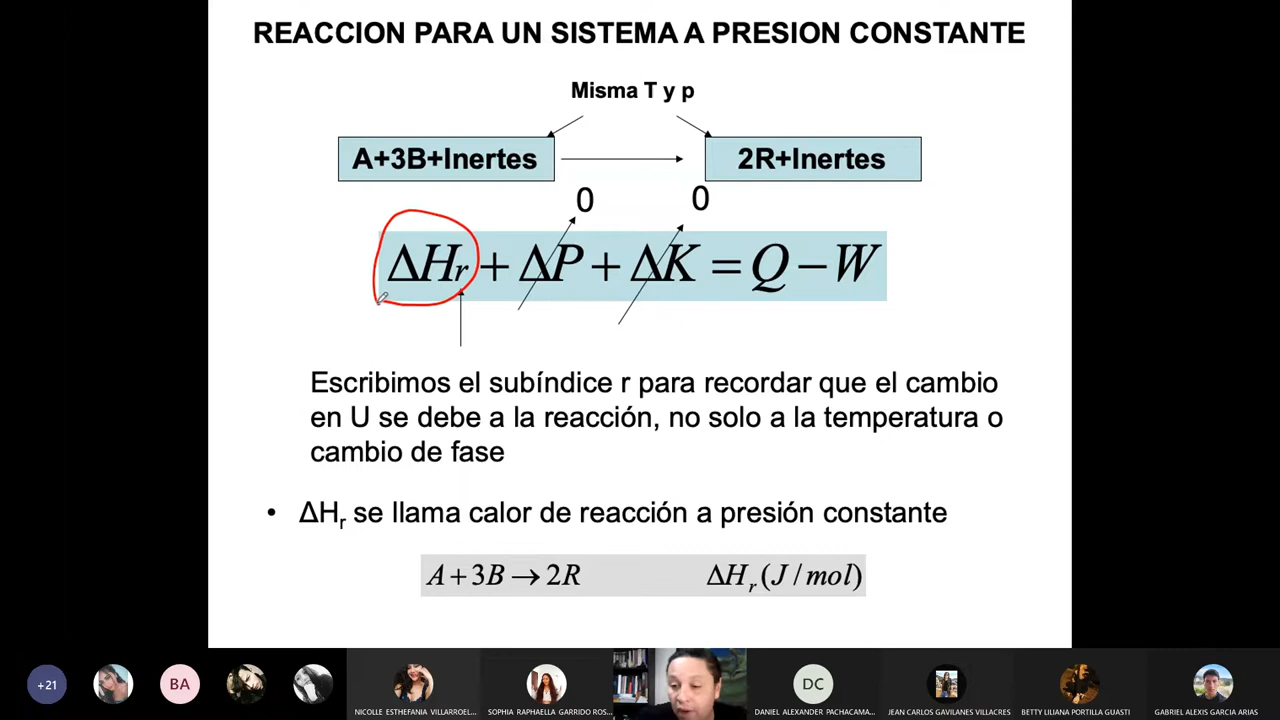 REACCION PARA UN SISTEMA A PRESION CONSTANTE
Misma T y p
A+3B+Inertes
2R+Inertes
0
0
ΔHr + ΔP + ΔK = Q − W
Escribimos el subíndice r para recordar que el cambio
en U se debe a la reacción, no solo a la temperatura o
cambio de fase
• ΔHr se llama calor de reacción a presión constante
A + 3B → 2R
ΔHr (J / mol)
+21
BA
NICOLLE ESTHEFANIA VILLARROEL...
SOPHIA RAPHAELLA GARRIDO ROS...
DC
DANIEL ALEXANDER PACHACAMA...
JEAN CARLOS GAVILANES VILLACRES
BETTY LILIANA PORTILLA GUASTI
GABRIEL ALEXIS GARCIA ARIAS